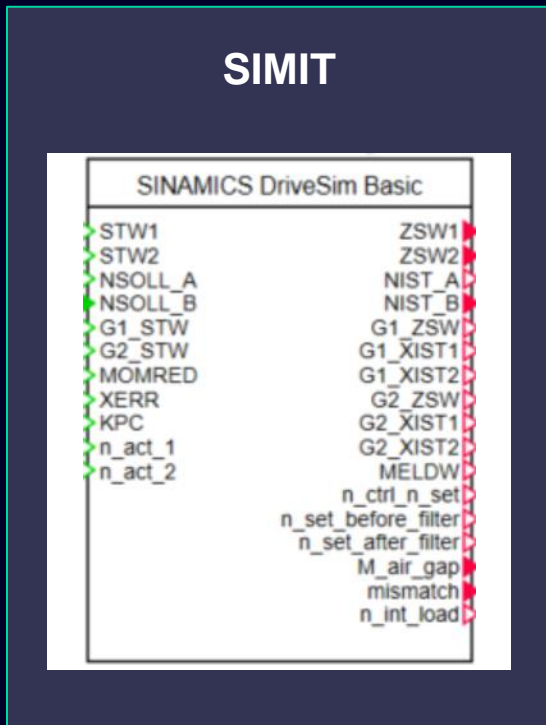 SIMIT
SINAMICS DriveSim Basic
STW1
STW2
NSOLL_A
NSOLL_B
G1_STW
G2_STW
MOMRED
XERR
KPC
n_act_1
n_act_2
ZSW1
ZSW2
NIST_A
NIST_B
G1_ZSW
G1_XIST1
G1_XIST2
G2_ZSW
G2_XIST1
G2_XIST2
MELDW
n_ctrl_n_set
n_set_before_filter
n_set_after_filter
M_air_gap
mismatch
n_int_load